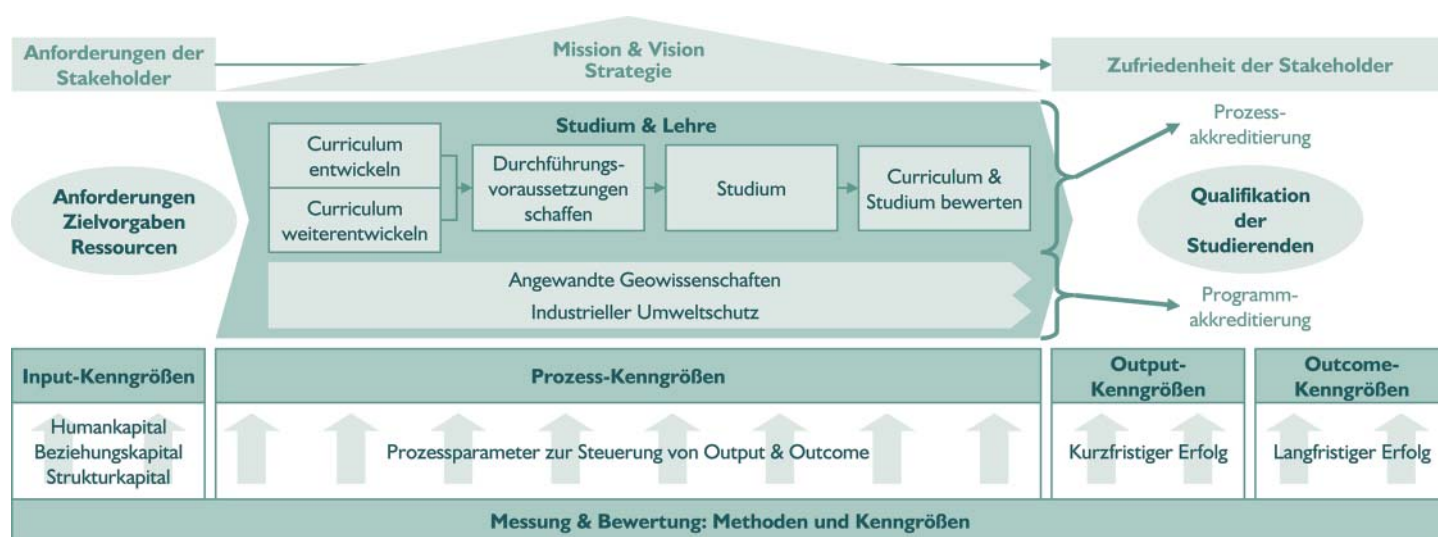 Anforderungen der
Stakeholder
Mission & Vision
Strategie
Zufriedenheit der Stakeholder
Anforderungen
Zielvorgaben
Ressourcen
Studium & Lehre
Curriculum
entwickeln
Curriculum
weiterentwickeln
Durchführungs-
voraussetzungen
schaffen
Studium
Curriculum &
Studium bewerten
Angewandte Geowissenschaften
Industrieller Umweltschutz
Prozess-
akkreditierung
Qualifikation
der
Studierenden
Programm-
akkreditierung
Input-Kenngrößen
Humankapital
Beziehungskapital
Strukturkapital
Prozess-Kenngrößen
Prozessparameter zur Steuerung von Output & Outcome
Output-
Kenngrößen
Kurzfristiger Erfolg
Outcome-
Kenngrößen
Langfristiger Erfolg
Messung & Bewertung: Methoden und Kenngrößen